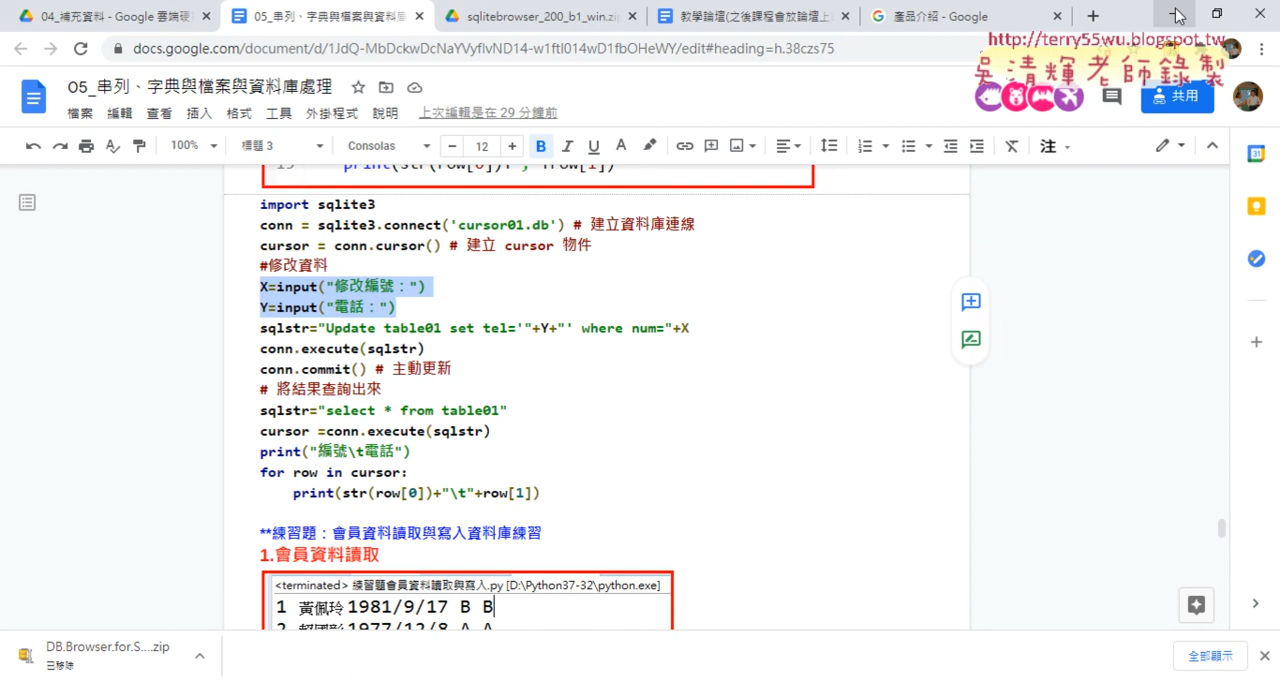 04_補充資料 - Google 雲端硬
05_串列、字典與檔案與資料庫
sqlitebrowser_200_b1_win.zi
教學論壇(之後課程會放論壇上
產品介紹 - Google
docs.google.com/document/d/1JdQ-MbDckwDcNaYVyfivND14-w1ftI014wD1fbOHeWY/edit#heading=h.38czs75
http://terry55wu.blogspot.tw
吳清輝老師錄製
05_串列、字典與檔案與資料庫處理
共用
檔案 編輯 查看 插入 格式 工具 外掛程式 說明 上次編輯是在 29 分鐘前
100% 標題 3 Consolas 12 B I U A 注
import sqlite3
conn = sqlite3.connect('cursor01.db') # 建立資料庫連線
cursor = conn.cursor() # 建立 cursor 物件
#修改資料
X=input("修改編號：")
Y=input("電話：")
sqlstr="Update table01 set tel='"+Y+"' where num="+X
conn.execute(sqlstr)
conn.commit() # 主動更新
# 將結果查詢出來
sqlstr="select * from table01"
cursor =conn.execute(sqlstr)
print("編號\t電話")
for row in cursor:
print(str(row[0])+"\t"+row[1])
**練習題：會員資料讀取與寫入資料庫練習
1.會員資料讀取
<terminated> 練習題會員資料讀取與寫入.py [D:\Python37-32\python.exe]
1 黃佩玲 1981/9/17 B B
DB.Browser.for.S....zip
已移除
全部顯示